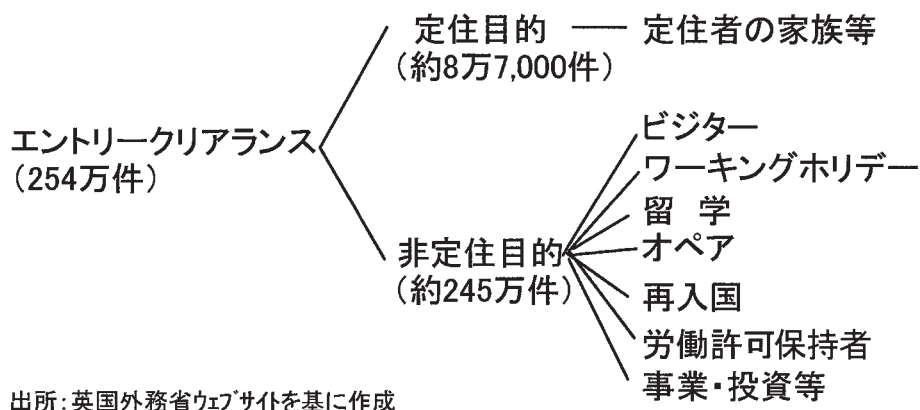 定住目的
(約8万7,000件)
定住者の家族等
エントリークリアランス
(254万件)
非定住目的
(約245万件)
ビジター
ワーキングホリデー
留 学
オペア
再入国
労働許可保持者
事業・投資等
出所:英国外務省ウェブサイトを基に作成